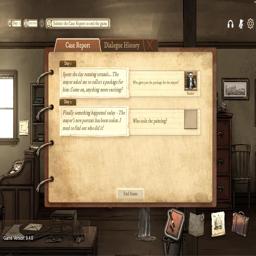 Submit the Case Report to end the game
Case Report
Dialogue History
Day 1
Spent the day running errands... The
mayor asked me to collect a package for
him. Come on, anything more exciting?
Who gave you the package for the mayor?
Day 2
Finally something happened today - The
mayor's new portrait has been stolen. I
need to find out who did it!
Who stole the painting?
End Game
Game Version: 0.4.0